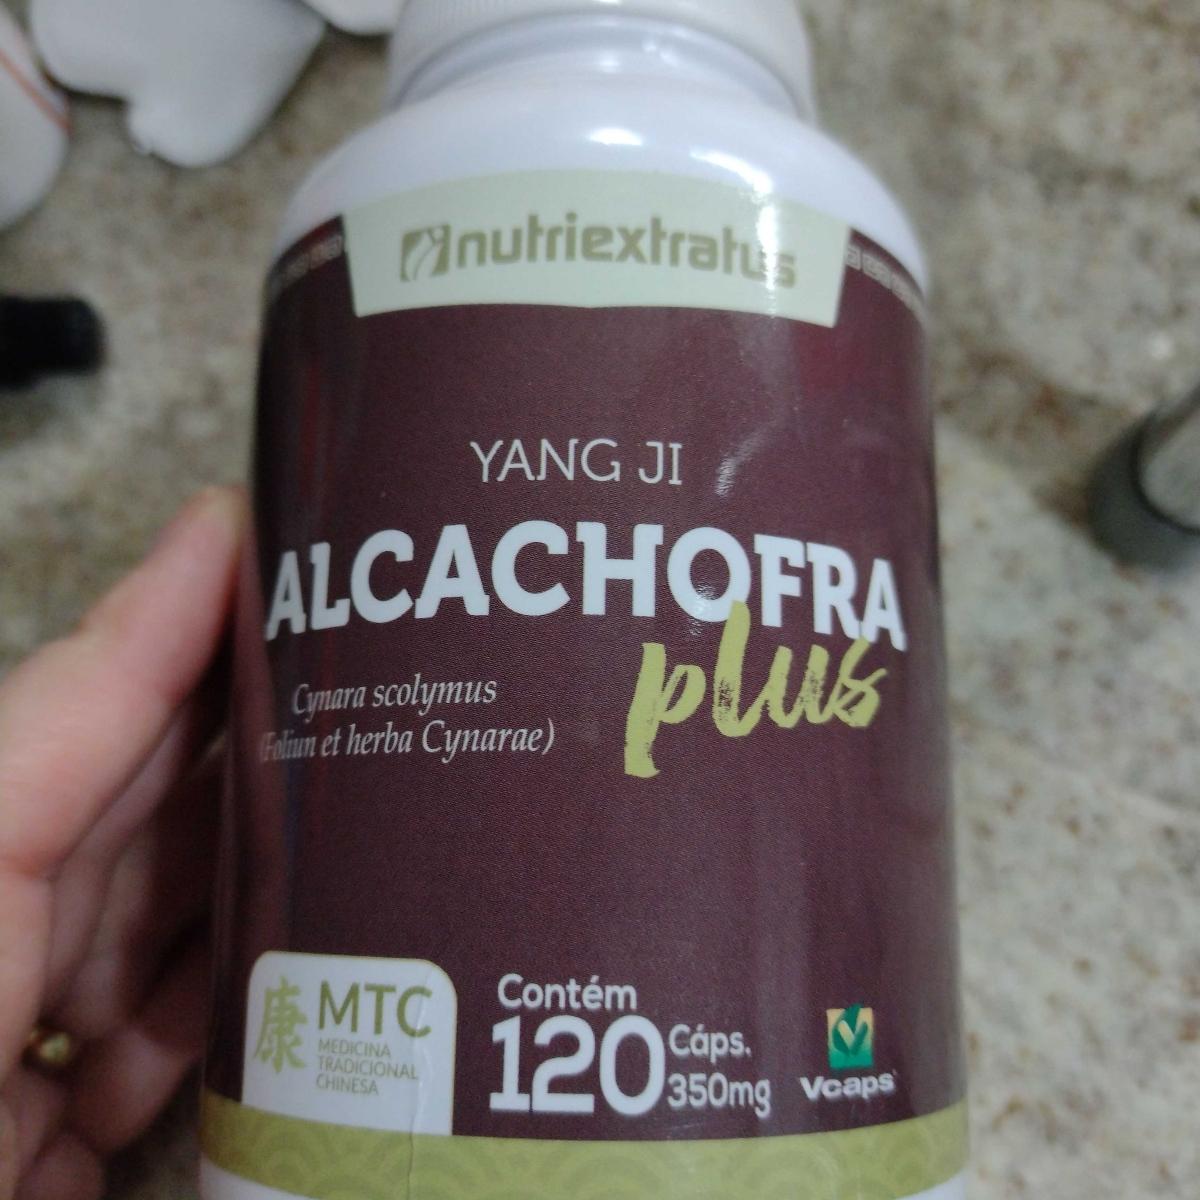 nutriextratus
YANG JI
ALCACHOFRA
plus
Cynara scolymus
(Foliun et herba Cynarae)
康 MTC
MEDICINA
TRADICIONAL
CHINESA
Contém
120 Cáps.
350mg
Vcaps